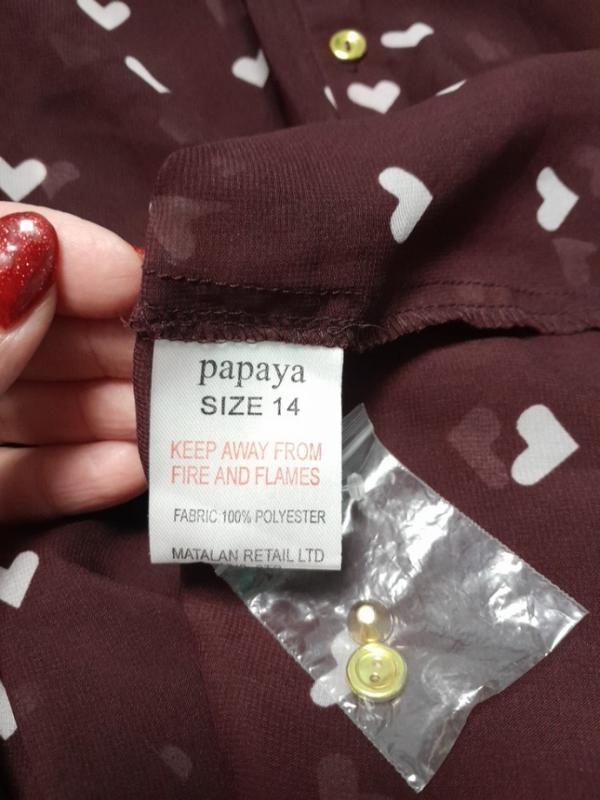 papaya
SIZE 14
KEEP AWAY FROM
FIRE AND FLAMES
FABRIC 100% POLYESTER
MATALAN RETAIL LTD